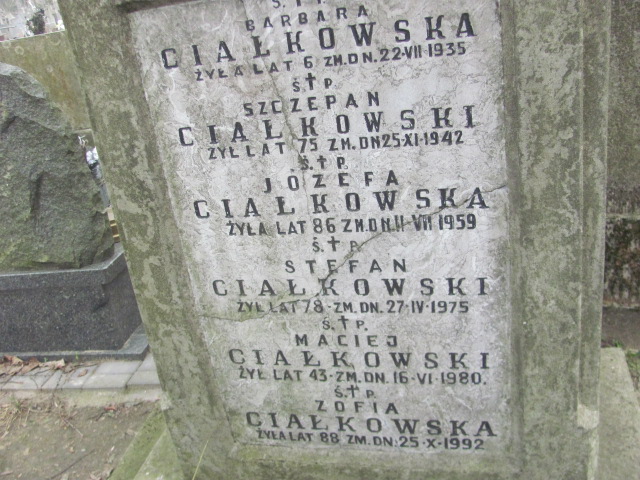 Ś.†P.
BARBARA
CIAŁKOWSKA
ŻYŁA LAT 6 ZM.DN.22-VII-1935
Ś.†P.
SZCZEPAN
CIAŁKOWSKI
ŻYŁ LAT 75 ZM.DN25-XI-1942
Ś.†P.
JÓZEFA
CIAŁKOWSKA
ŻYŁA LAT 86 ZM.DN.11-VII-1959
Ś.†P.
STEFAN
CIAŁKOWSKI
ŻYŁ LAT 78-ZM.DN.27-IV-1975
Ś.†P.
MACIEJ
CIAŁKOWSKI
ŻYŁ LAT 43-ZM.DN.16-VI-1980.
Ś.†P.
ZOFIA
CIAŁKOWSKA
ŻYŁA LAT 88 ZM.DN:25-X-1992